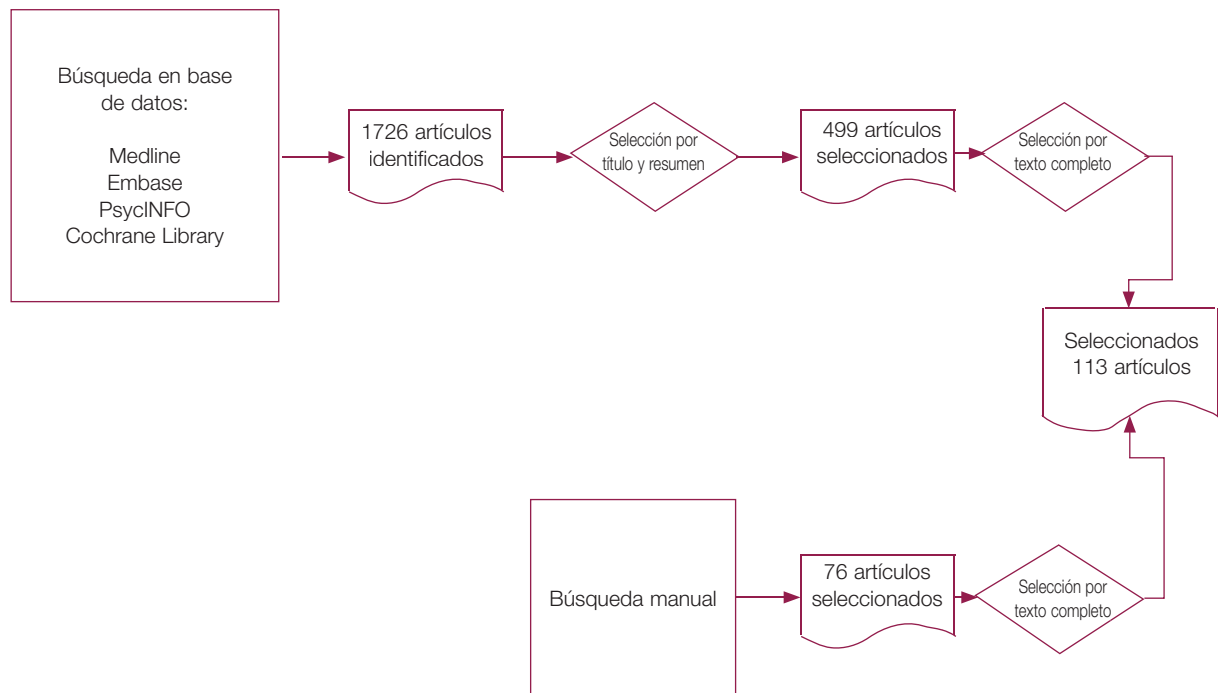 Búsqueda en base
de datos:
Medline
Embase
PsycINFO
Cochrane Library
1726 artículos
identificados
Selección por
título y resumen
499 artículos
seleccionados
Selección por
texto completo
Seleccionados
113 artículos
Búsqueda manual
76 artículos
seleccionados
Selección por
texto completo